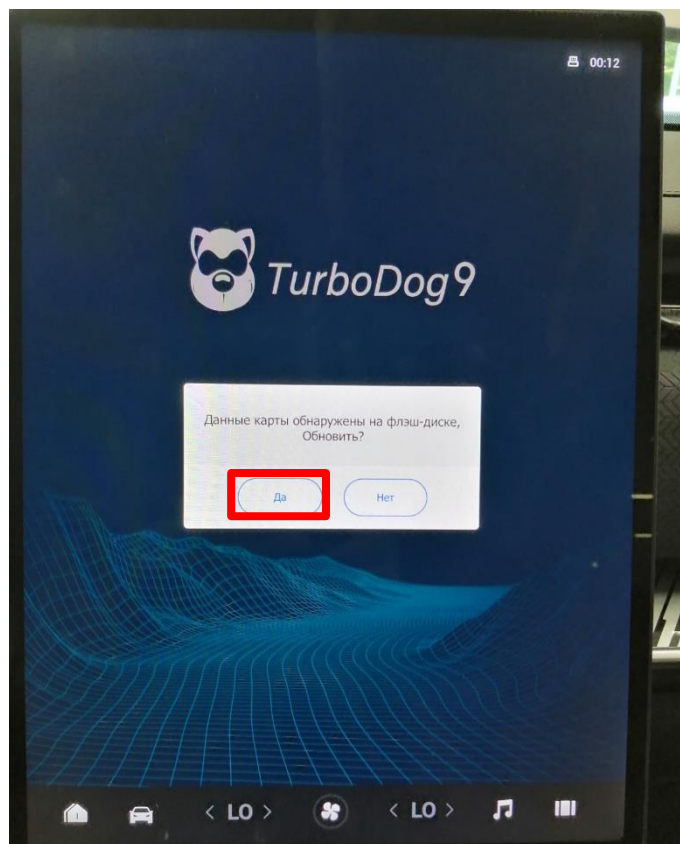 00:12
TurboDog9
Данные карты обнаружены на флэш-диске,
Обновить?
Да Нет
< LO > < LO >